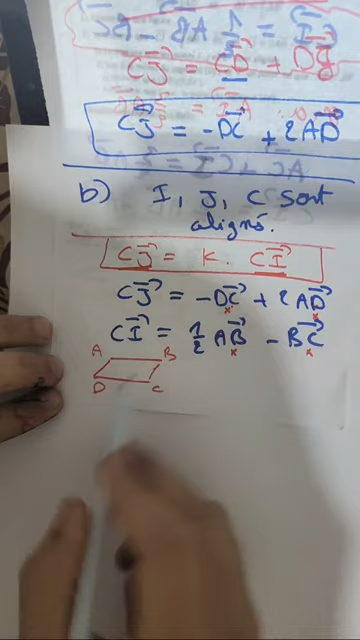 CJ⃗ = CD⃗ + DJ⃗
CJ⃗ = -DC⃗ + 2AD⃗
b) I, J, C sont
alignés.
CJ⃗ = K. CI⃗
CJ⃗ = -DC⃗ + 2AD⃗
CI⃗ = 1/2 AB⃗ - BC⃗
A B
D C